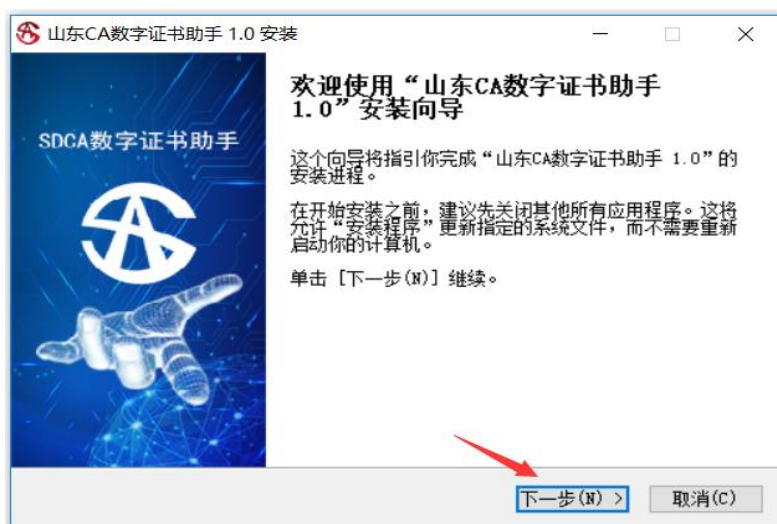 山东CA数字证书助手 1.0 安装
SDCA数字证书助手
欢迎使用“山东CA数字证书助手
1.0”安装向导
这个向导将指引你完成“山东CA数字证书助手 1.0”的
安装进程。
在开始安装之前，建议先关闭其他所有应用程序。这将
允许“安装程序”更新指定的系统文件，而不需要重新
启动你的计算机。
单击 [下一步(N)] 继续。
下一步(N) >
取消(C)